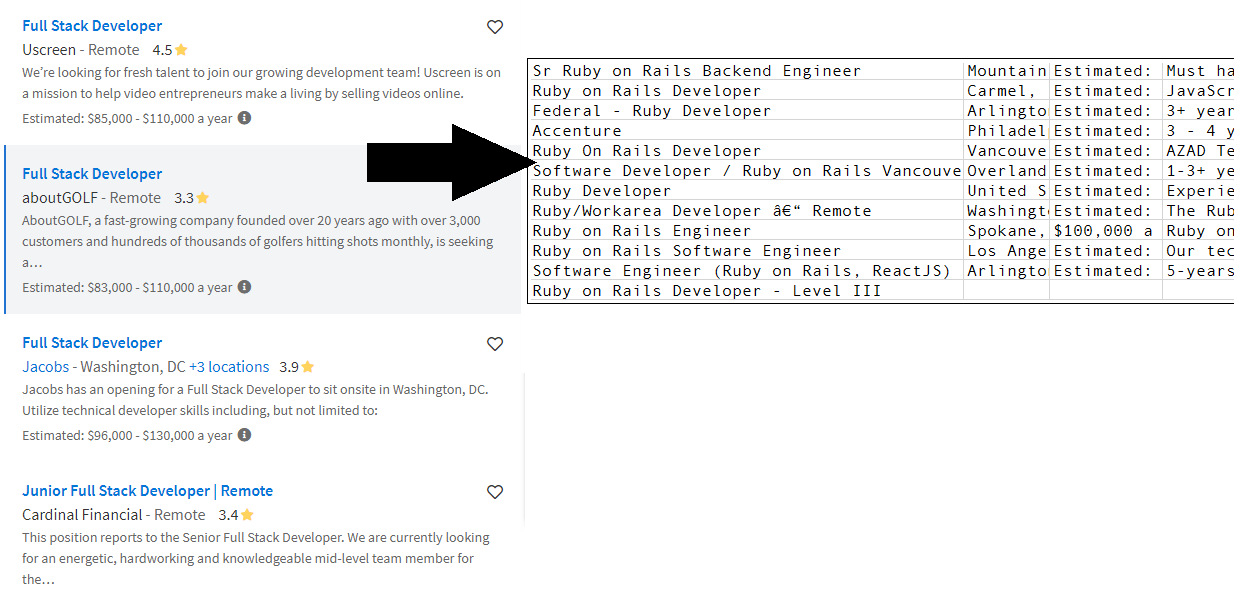 Full Stack Developer
Uscreen - Remote 4.5
We’re looking for fresh talent to join our growing development team! Uscreen is on
a mission to help video entrepreneurs make a living by selling videos online.
Estimated: $85,000 - $110,000 a year
Full Stack Developer
aboutGOLF - Remote 3.3
AboutGOLF, a fast-growing company founded over 20 years ago with over 3,000
customers and hundreds of thousands of golfers hitting shots monthly, is seeking
a…
Estimated: $83,000 - $110,000 a year
Full Stack Developer
Jacobs - Washington, DC +3 locations 3.9
Jacobs has an opening for a Full Stack Developer to sit onsite in Washington, DC.
Utilize technical developer skills including, but not limited to:
Estimated: $96,000 - $130,000 a year
Junior Full Stack Developer | Remote
Cardinal Financial - Remote 3.4
This position reports to the Senior Full Stack Developer. We are currently looking
for an energetic, hardworking and knowledgeable mid-level team member for
the…
Sr Ruby on Rails Backend Engineer Mountain Estimated: Must ha
Ruby on Rails Developer Carmel, Estimated: JavaScr
Federal - Ruby Developer Arlingto Estimated: 3+ year
Accenture Philadel Estimated: 3 - 4 y
Ruby On Rails Developer Vancouve Estimated: AZAD Te
Software Developer / Ruby on Rails Vancouve Overland Estimated: 1-3+ ye
Ruby Developer United S Estimated: Experie
Ruby/Workarea Developer â€“ Remote Washingt Estimated: The Rub
Ruby on Rails Engineer Spokane, $100,000 a Ruby on
Ruby on Rails Software Engineer Los Ange Estimated: Our tec
Software Engineer (Ruby on Rails, ReactJS) Arlingto Estimated: 5-years
Ruby on Rails Developer - Level III